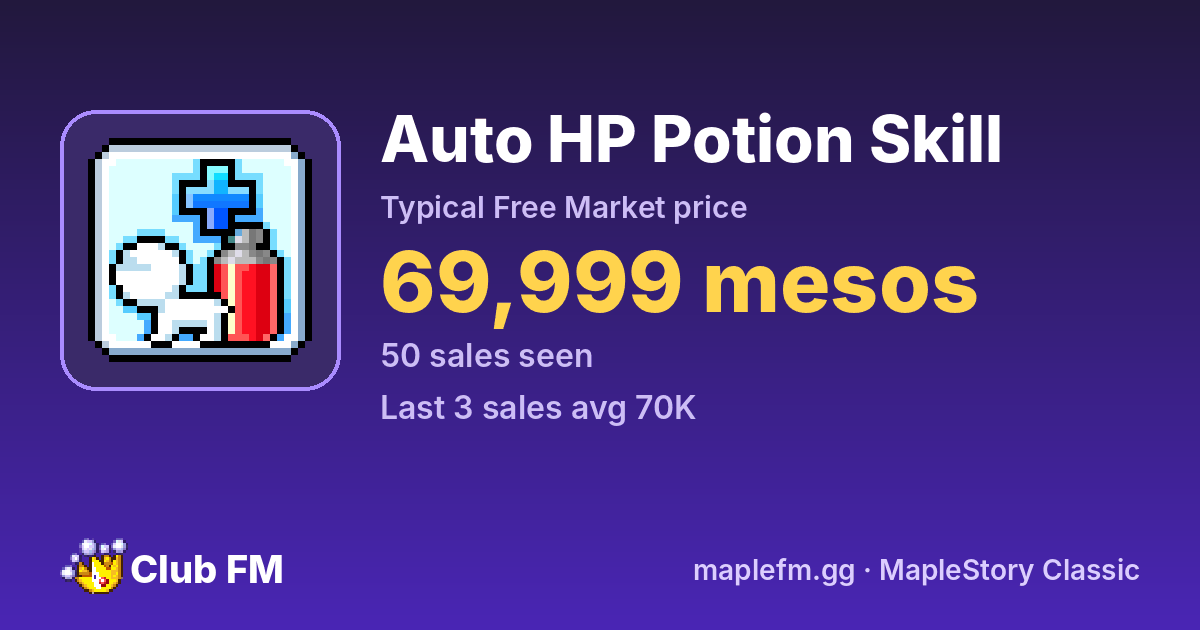 Auto HP Potion Skill
Typical Free Market price
69,999 mesos
50 sales seen
Last 3 sales avg 70K
Club FM
maplefm.gg · MapleStory Classic